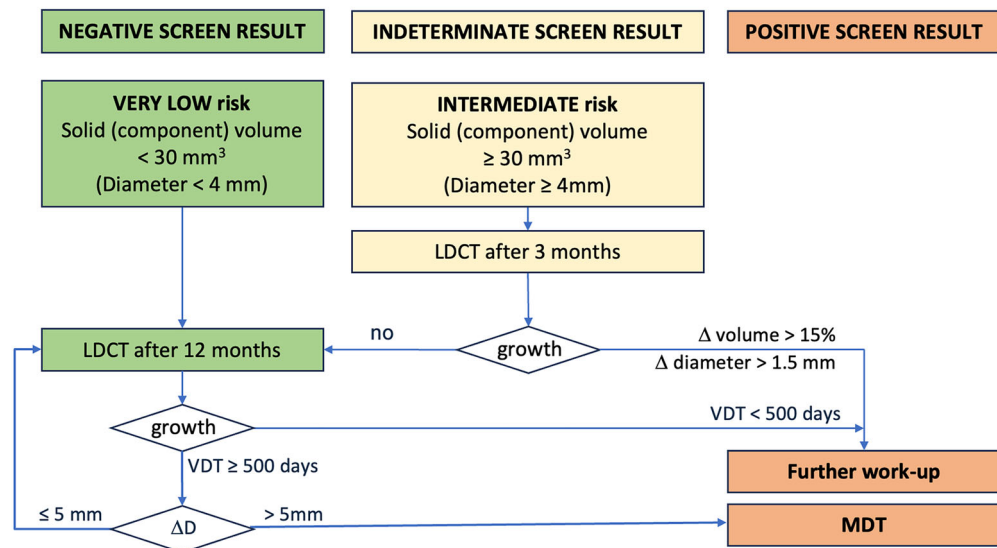 NEGATIVE SCREEN RESULT
INDETERMINATE SCREEN RESULT
POSITIVE SCREEN RESULT
VERY LOW risk
Solid (component) volume
< 30 mm³
(Diameter < 4 mm)
INTERMEDIATE risk
Solid (component) volume
≥ 30 mm³
(Diameter ≥ 4mm)
LDCT after 3 months
LDCT after 12 months
no
growth
Δ volume > 15%
Δ diameter > 1.5 mm
growth
VDT < 500 days
VDT ≥ 500 days
Further work-up
≤ 5 mm
ΔD
> 5mm
MDT